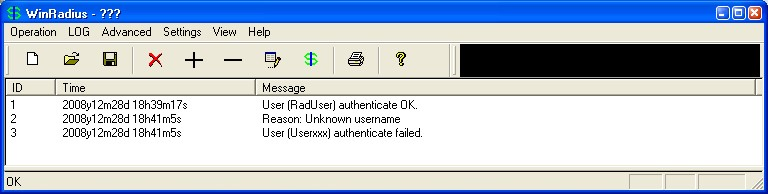 WinRadius - ???
Operation LOG Advanced Settings View Help
ID Time Message
1 2008y12m28d 18h39m17s User (RadUser) authenticate OK.
2 2008y12m28d 18h41m5s Reason: Unknown username
3 2008y12m28d 18h41m5s User (Userxxx) authenticate failed.
OK